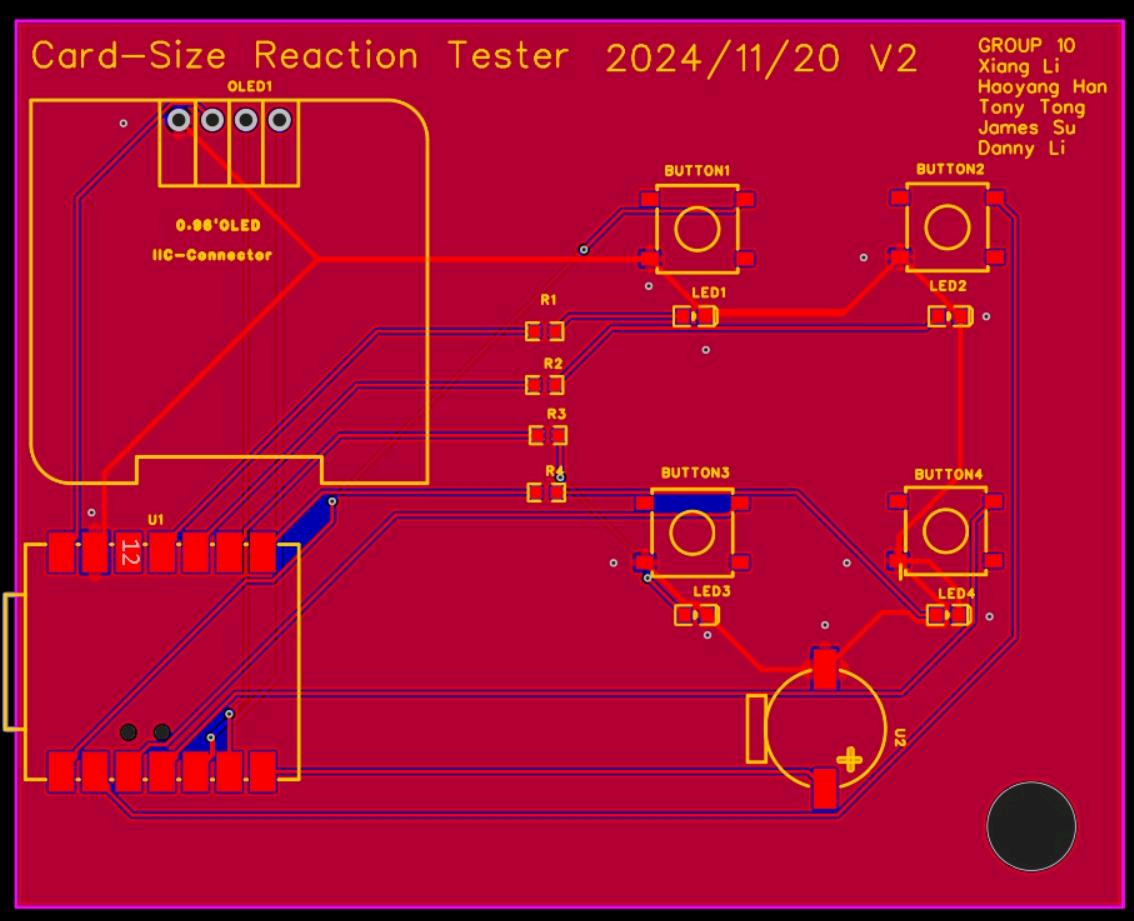 Card-Size Reaction Tester 2024/11/20 V2
GROUP 10
Xiang Li
Haoyang Han
Tony Tong
James Su
Danny Li
OLED1
0.96'OLED
IIC-Connector
BUTTON1
BUTTON2
LED1
LED2
R1
R2
R3
R4
BUTTON3
BUTTON4
U1
12
LED3
LED4
U2